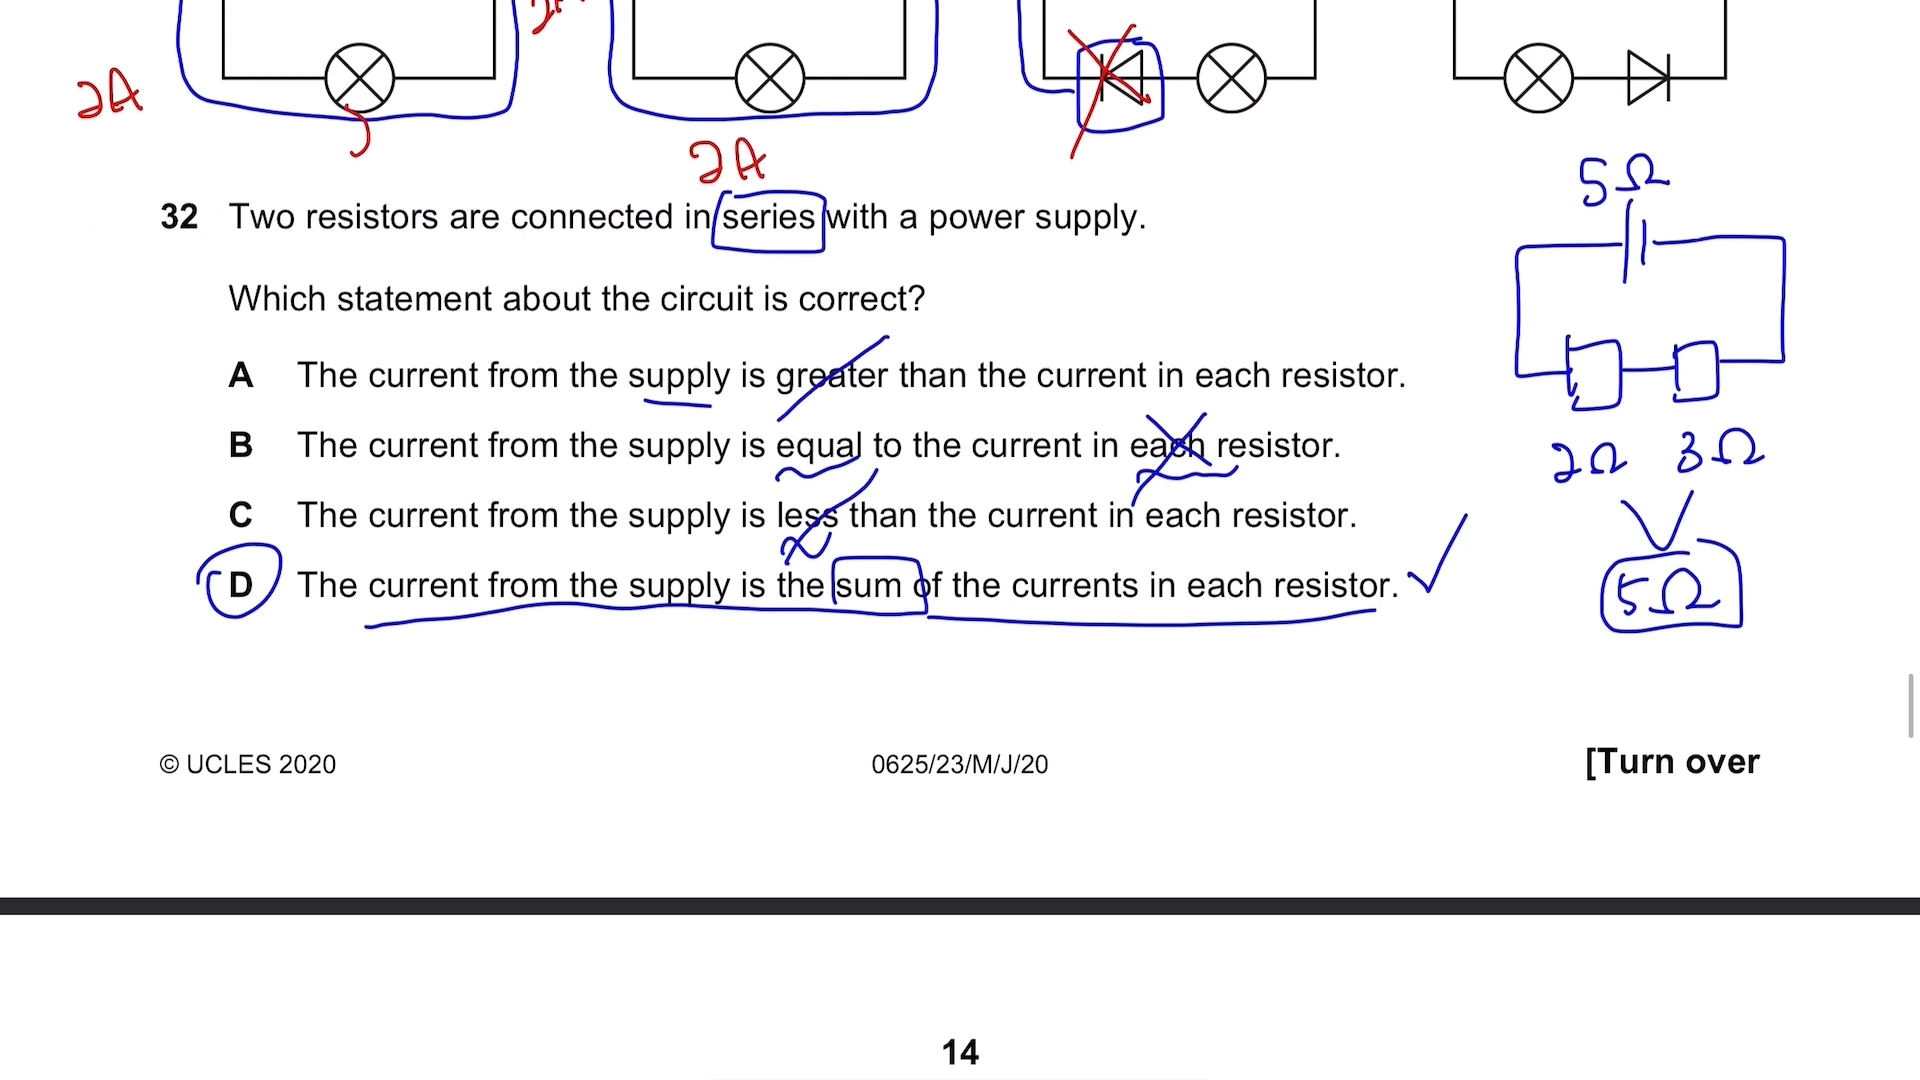 2A
2A
32 Two resistors are connected in series with a power supply.
5Ω
Which statement about the circuit is correct?
A The current from the supply is greater than the current in each resistor.
B The current from the supply is equal to the current in each resistor.
2Ω 3Ω
C The current from the supply is less than the current in each resistor.
D The current from the supply is the sum of the currents in each resistor.
5Ω
© UCLES 2020 0625/23/M/J/20 [Turn over
14